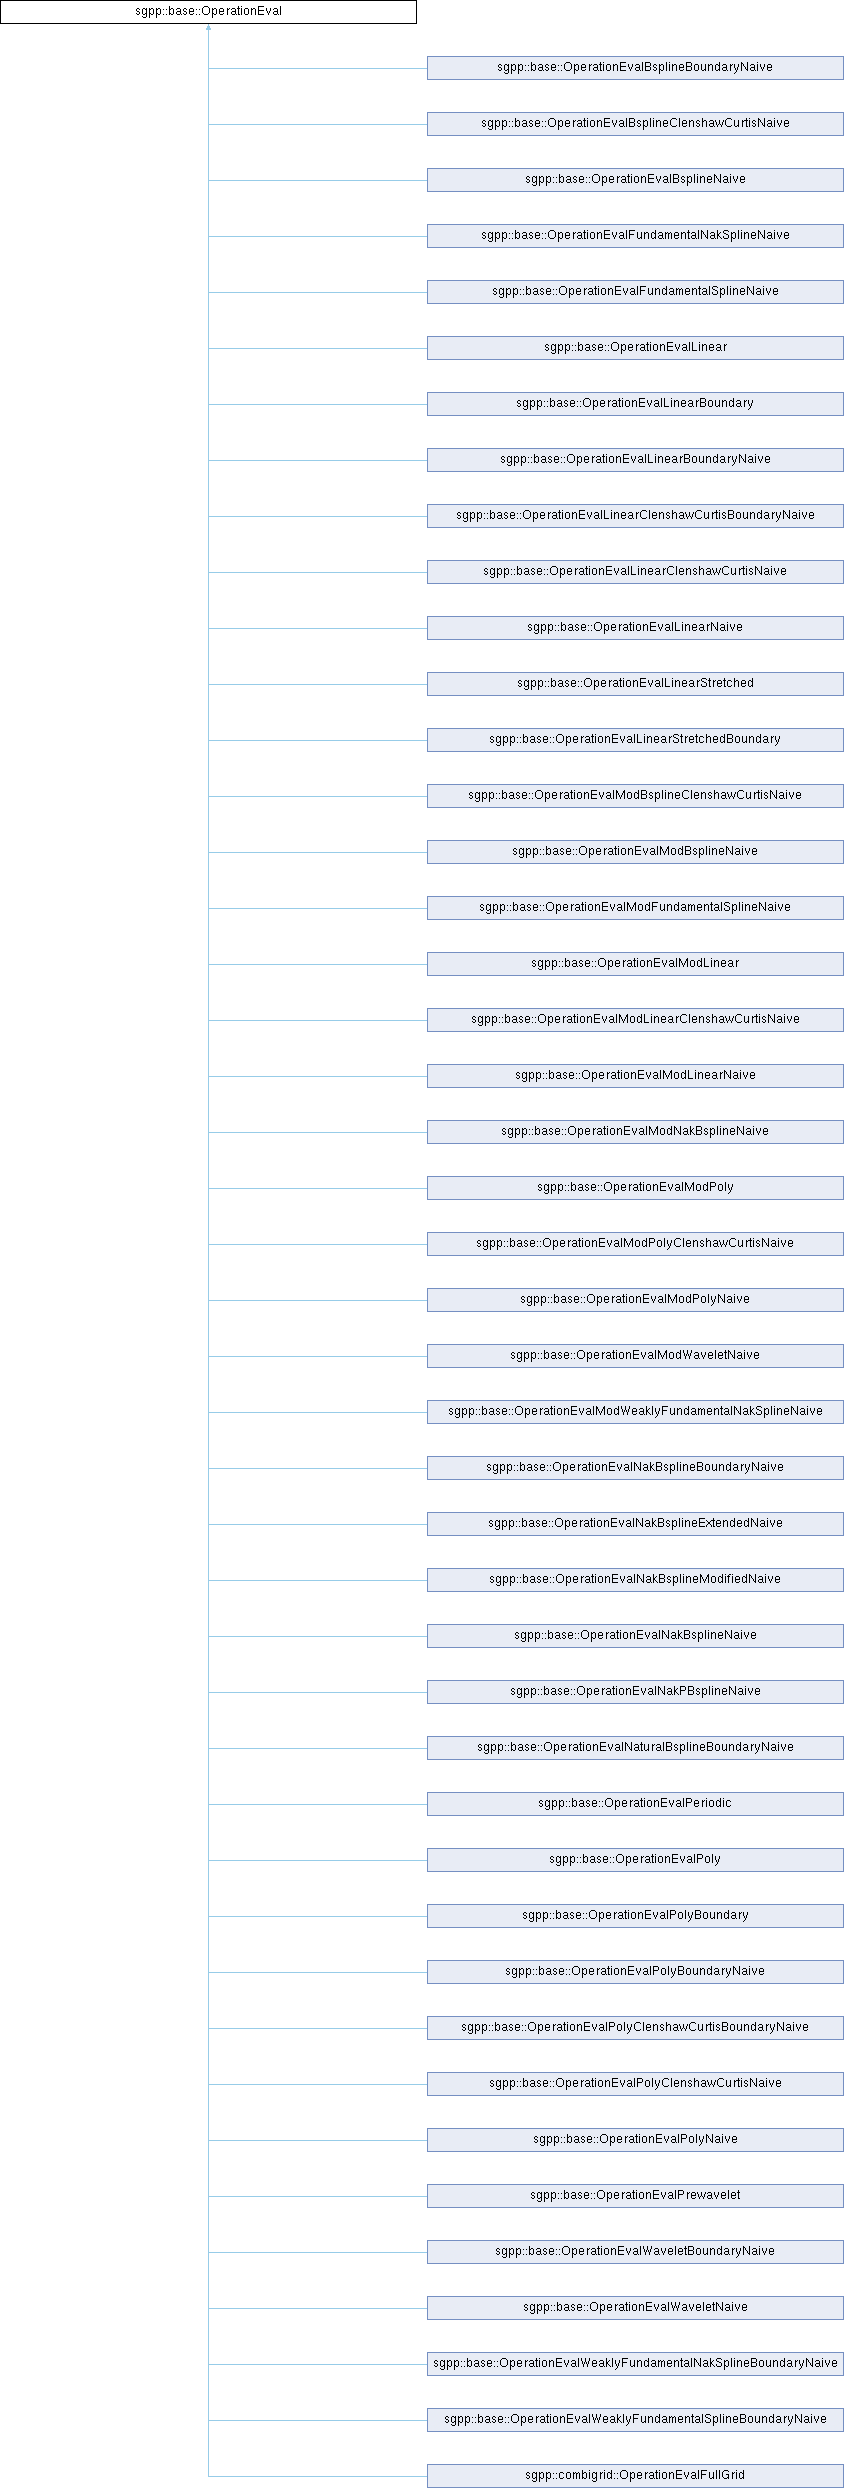 sgpp::base::OperationEval
sgpp::base::OperationEvalBsplineBoundaryNaive
sgpp::base::OperationEvalBsplineClenshawCurtisNaive
sgpp::base::OperationEvalBsplineNaive
sgpp::base::OperationEvalFundamentalNakSplineNaive
sgpp::base::OperationEvalFundamentalSplineNaive
sgpp::base::OperationEvalLinear
sgpp::base::OperationEvalLinearBoundary
sgpp::base::OperationEvalLinearBoundaryNaive
sgpp::base::OperationEvalLinearClenshawCurtisBoundaryNaive
sgpp::base::OperationEvalLinearClenshawCurtisNaive
sgpp::base::OperationEvalLinearNaive
sgpp::base::OperationEvalLinearStretched
sgpp::base::OperationEvalLinearStretchedBoundary
sgpp::base::OperationEvalModBsplineClenshawCurtisNaive
sgpp::base::OperationEvalModBsplineNaive
sgpp::base::OperationEvalModFundamentalSplineNaive
sgpp::base::OperationEvalModLinear
sgpp::base::OperationEvalModLinearClenshawCurtisNaive
sgpp::base::OperationEvalModLinearNaive
sgpp::base::OperationEvalModNakBsplineNaive
sgpp::base::OperationEvalModPoly
sgpp::base::OperationEvalModPolyClenshawCurtisNaive
sgpp::base::OperationEvalModPolyNaive
sgpp::base::OperationEvalModWaveletNaive
sgpp::base::OperationEvalModWeaklyFundamentalNakSplineNaive
sgpp::base::OperationEvalNakBsplineBoundaryNaive
sgpp::base::OperationEvalNakBsplineExtendedNaive
sgpp::base::OperationEvalNakBsplineModifiedNaive
sgpp::base::OperationEvalNakBsplineNaive
sgpp::base::OperationEvalNakPBsplineNaive
sgpp::base::OperationEvalNaturalBsplineBoundaryNaive
sgpp::base::OperationEvalPeriodic
sgpp::base::OperationEvalPoly
sgpp::base::OperationEvalPolyBoundary
sgpp::base::OperationEvalPolyBoundaryNaive
sgpp::base::OperationEvalPolyClenshawCurtisBoundaryNaive
sgpp::base::OperationEvalPolyClenshawCurtisNaive
sgpp::base::OperationEvalPolyNaive
sgpp::base::OperationEvalPrewavelet
sgpp::base::OperationEvalWaveletBoundaryNaive
sgpp::base::OperationEvalWaveletNaive
sgpp::base::OperationEvalWeaklyFundamentalNakSplineBoundaryNaive
sgpp::base::OperationEvalWeaklyFundamentalSplineBoundaryNaive
sgpp::combigrid::OperationEvalFullGrid